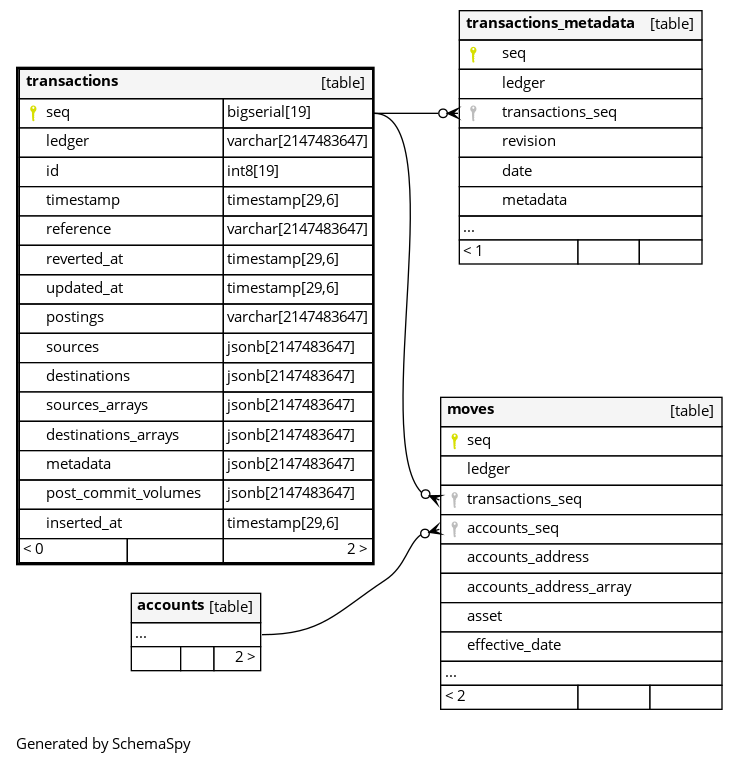 transactions_metadata [table]
seq
ledger
transactions_seq
revision
date
metadata
...
< 1
transactions [table]
seq bigserial[19]
ledger varchar[2147483647]
id int8[19]
timestamp timestamp[29,6]
reference varchar[2147483647]
reverted_at timestamp[29,6]
updated_at timestamp[29,6]
postings varchar[2147483647]
sources jsonb[2147483647]
destinations jsonb[2147483647]
sources_arrays jsonb[2147483647]
destinations_arrays jsonb[2147483647]
metadata jsonb[2147483647]
post_commit_volumes jsonb[2147483647]
inserted_at timestamp[29,6]
< 0 2 >
moves [table]
seq
ledger
transactions_seq
accounts_seq
accounts_address
accounts_address_array
asset
effective_date
...
< 2
accounts [table]
...
2 >
Generated by SchemaSpy